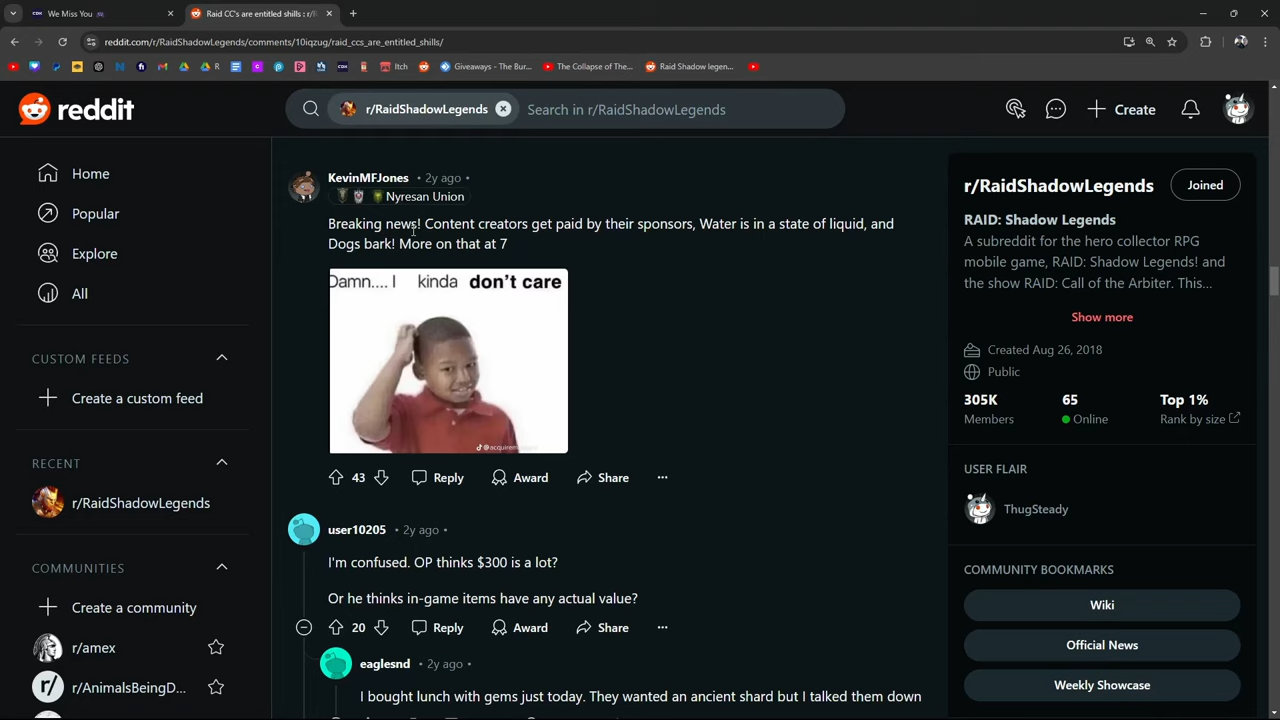 We Miss You
Raid CC's are entitled shills : r/R
reddit.com/r/RaidShadowLegends/comments/10iqzug/raid_ccs_are_entitled_shills/
R
Itch
Giveaways - The Bur...
The Collapse of The...
Raid Shadow legen...
reddit
r/RaidShadowLegends
Search in r/RaidShadowLegends
Create
Home
Popular
Explore
All
CUSTOM FEEDS
Create a custom feed
RECENT
r/RaidShadowLegends
COMMUNITIES
Create a community
r/amex
r/AnimalsBeingD...
KevinMFJones • 2y ago •
Nyresan Union
Breaking news! Content creators get paid by their sponsors, Water is in a state of liquid, and
Dogs bark! More on that at 7
Damn.... I kinda don't care
43 Reply Award Share
user10205 • 2y ago •
I'm confused. OP thinks $300 is a lot?
Or he thinks in-game items have any actual value?
20 Reply Award Share
eaglesnd • 2y ago •
I bought lunch with gems just today. They wanted an ancient shard but I talked them down
r/RaidShadowLegends
Joined
RAID: Shadow Legends
A subreddit for the hero collector RPG
mobile game, RAID: Shadow Legends! and
the show RAID: Call of the Arbiter. This...
Show more
Created Aug 26, 2018
Public
305K 65 Top 1%
Members Online Rank by size
USER FLAIR
ThugSteady
COMMUNITY BOOKMARKS
Wiki
Official News
Weekly Showcase